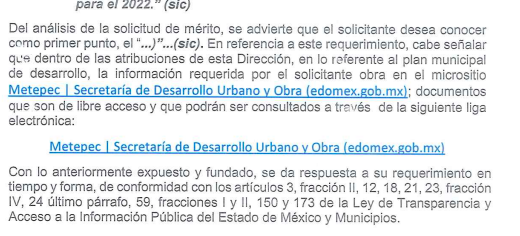 para el 2022." (sic)
Del análisis de la solicitud de mérito, se advierte que el solicitante desea conocer
como primer punto, el "...)"...(sic). En referencia a este requerimiento, cabe señalar
que dentro de las atribuciones de esta Dirección, en lo referente al plan municipal
de desarrollo, la información requerida por el solicitante obra en el micrositio
Metepec | Secretaría de Desarrollo Urbano y Obra (edomex.gob.mx); documentos
que son de libre acceso y que podrán ser consultados a través de la siguiente liga
electrónica:
Metepec | Secretaría de Desarrollo Urbano y Obra (edomex.gob.mx)
Con lo anteriormente expuesto y fundado, se da respuesta a su requerimiento en
tiempo y forma, de conformidad con los artículos 3, fracción II, 12, 18, 21, 23, fracción
IV, 24 último párrafo, 59, fracciones I y II, 150 y 173 de la Ley de Transparencia y
Acceso a la Información Pública del Estado de México y Municipios.